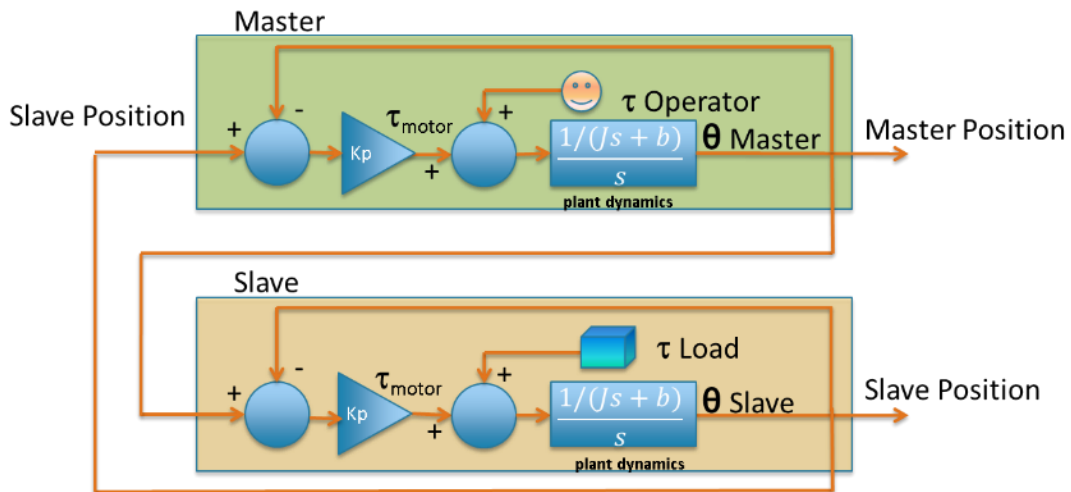 Master
Slave Position
+
-
Kp
τmotor
+
+
τ Operator
1/(Js + b)
s
plant dynamics
θ Master
Master Position
Slave
+
-
Kp
τmotor
+
+
τ Load
1/(Js + b)
s
plant dynamics
θ Slave
Slave Position